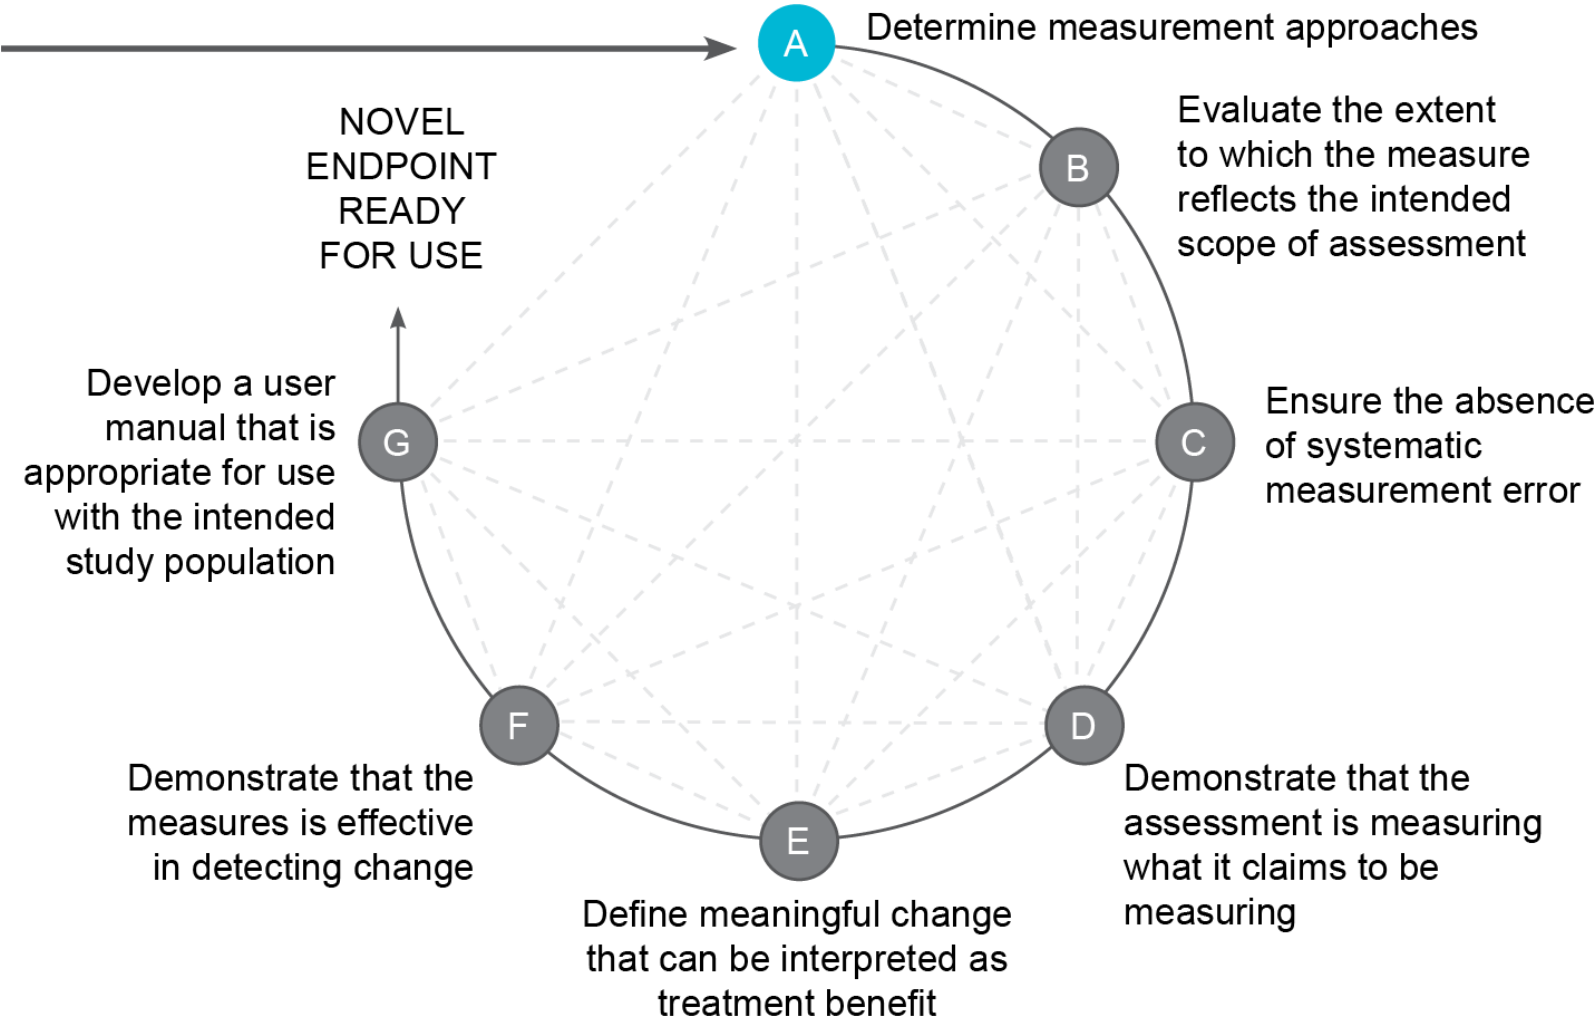 A
Determine measurement approaches
B
Evaluate the extent
to which the measure
reflects the intended
scope of assessment
C
Ensure the absence
of systematic
measurement error
D
Demonstrate that the
assessment is measuring
what it claims to be
measuring
E
Define meaningful change
that can be interpreted as
treatment benefit
F
Demonstrate that the
measures is effective
in detecting change
G
Develop a user
manual that is
appropriate for use
with the intended
study population
NOVEL
ENDPOINT
READY
FOR USE